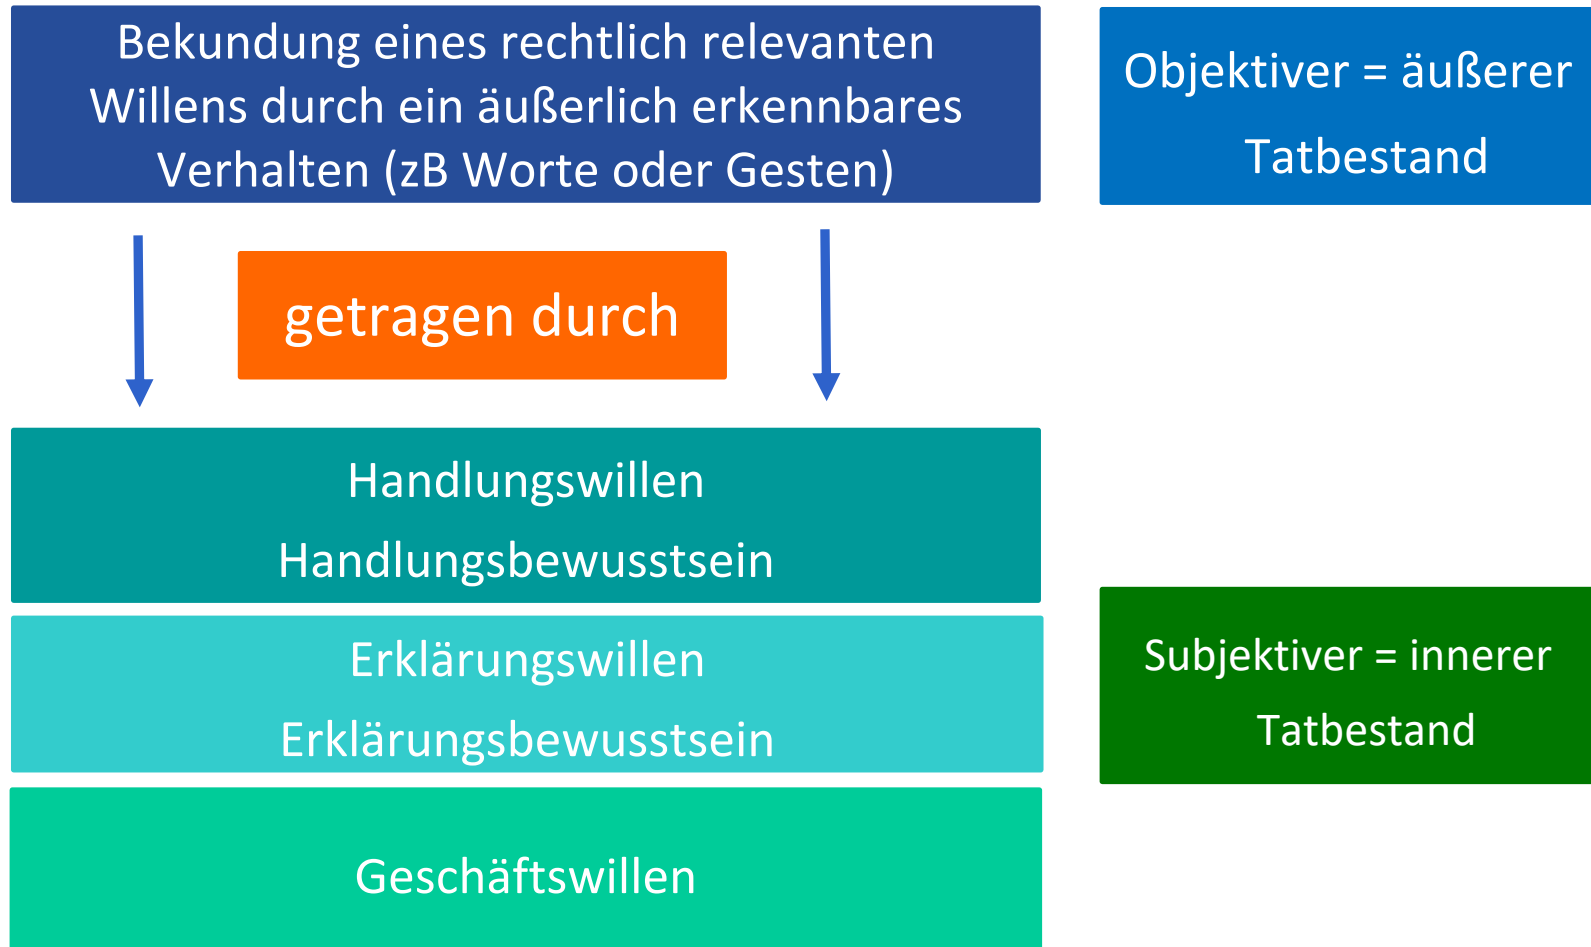 Bekundung eines rechtlich relevanten
Willens durch ein äußerlich erkennbares
Verhalten (zB Worte oder Gesten)
Objektiver = äußerer
Tatbestand
getragen durch
Handlungswillen
Handlungsbewusstsein
Erklärungswillen
Erklärungsbewusstsein
Geschäftswillen
Subjektiver = innerer
Tatbestand